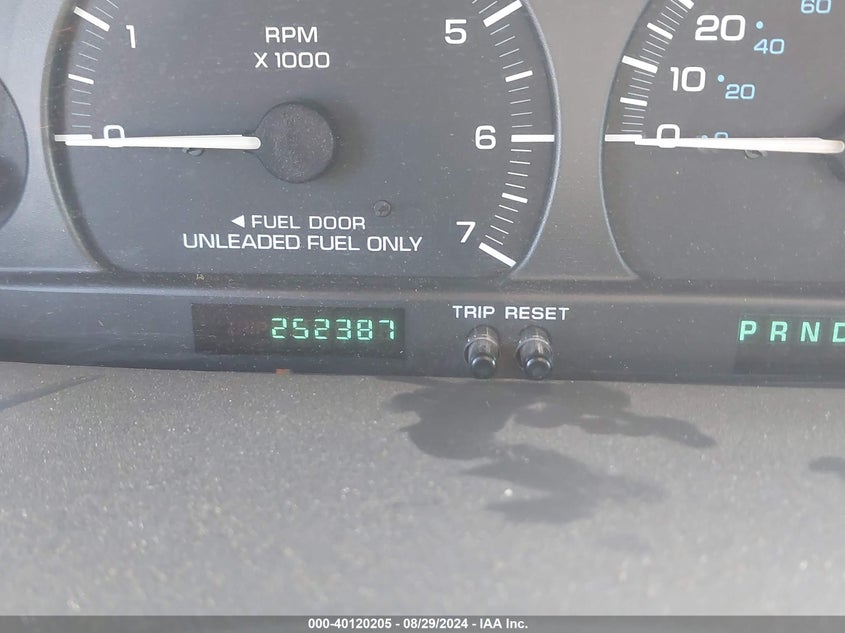 1
RPM
X 1000
5
0
6
◄ FUEL DOOR
UNLEADED FUEL ONLY
7
60
20
40
10
20
0
TRIP RESET
252387
PRND
000-40120205 - 08/29/2024 - IAA Inc.